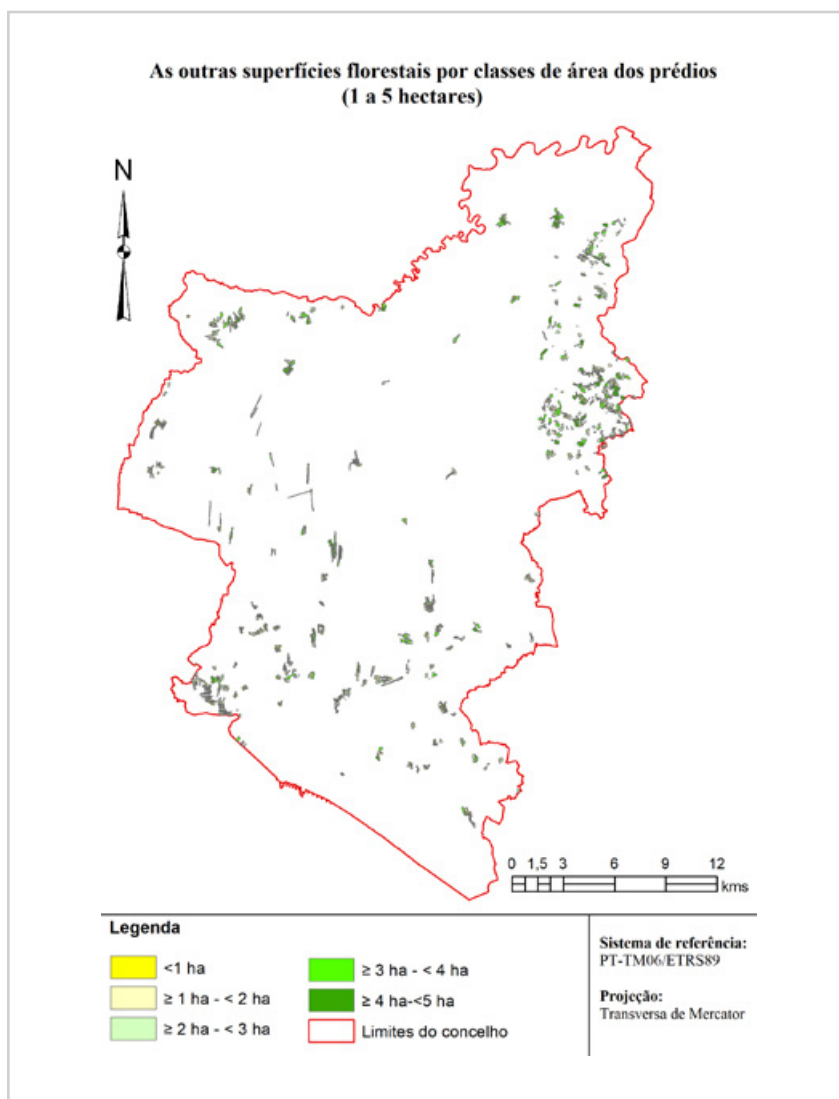 As outras superfícies florestais por classes de área dos prédios
(1 a 5 hectares)
N
0 1,5 3 6 9 12
kms
Legenda
<1 ha
≥ 1 ha - < 2 ha
≥ 2 ha - < 3 ha
≥ 3 ha - < 4 ha
≥ 4 ha-<5 ha
Limites do concelho
Sistema de referência:
PT-TM06/ETRS89
Projeção:
Transversa de Mercator